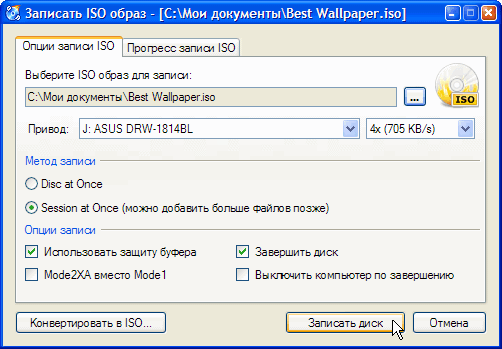 Записать ISO образ - [C:\Мои документы\Best Wallpaper.iso]
Опции записи ISO
Прогресс записи ISO
Выберите ISO образ для записи:
C:\Мои документы\Best Wallpaper.iso
...
ISO
Привод:
J: ASUS DRW-1814BL
4x (705 KB/s)
Метод записи
Disc at Once
Session at Once (можно добавить больше файлов позже)
Опции записи
Использовать защиту буфера
Завершить диск
Mode2XA вместо Mode1
Выключить компьютер по завершению
Конвертировать в ISO...
Записать диск
Отмена